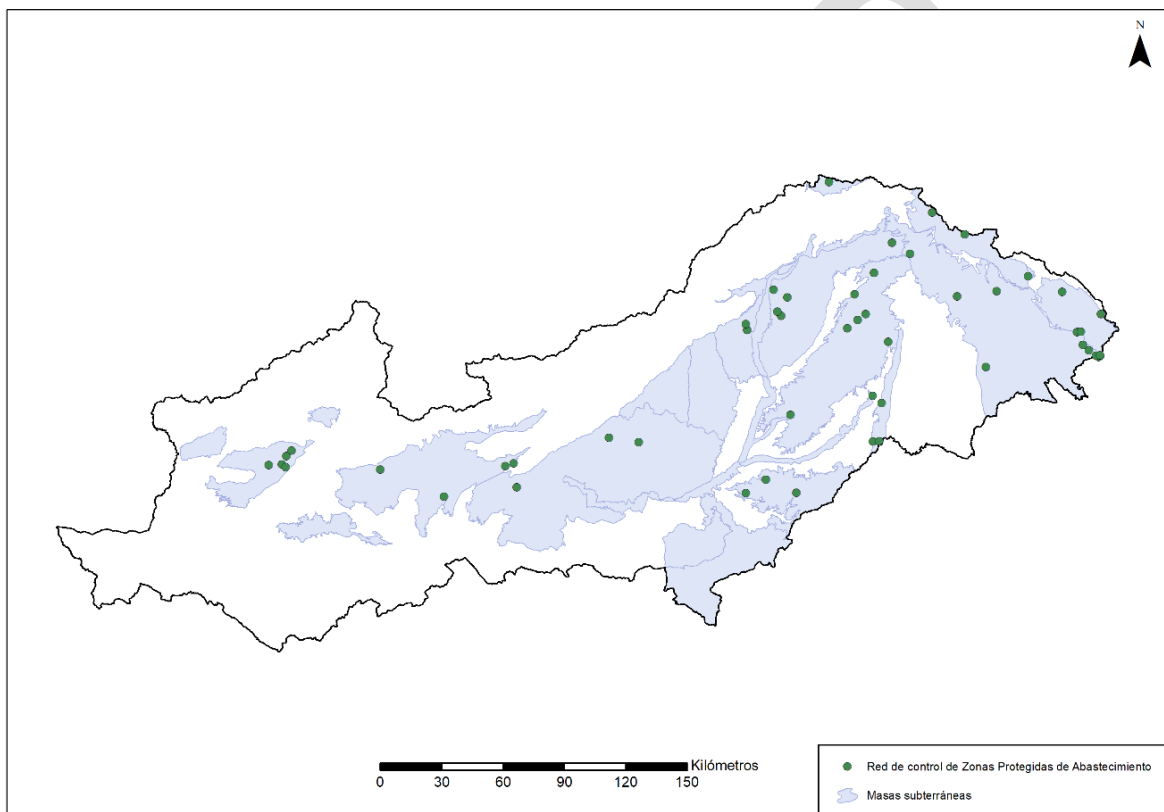 N
Kilómetros
0 30 60 90 120 150
Red de control de Zonas Protegidas de Abastecimiento
Masas subterráneas